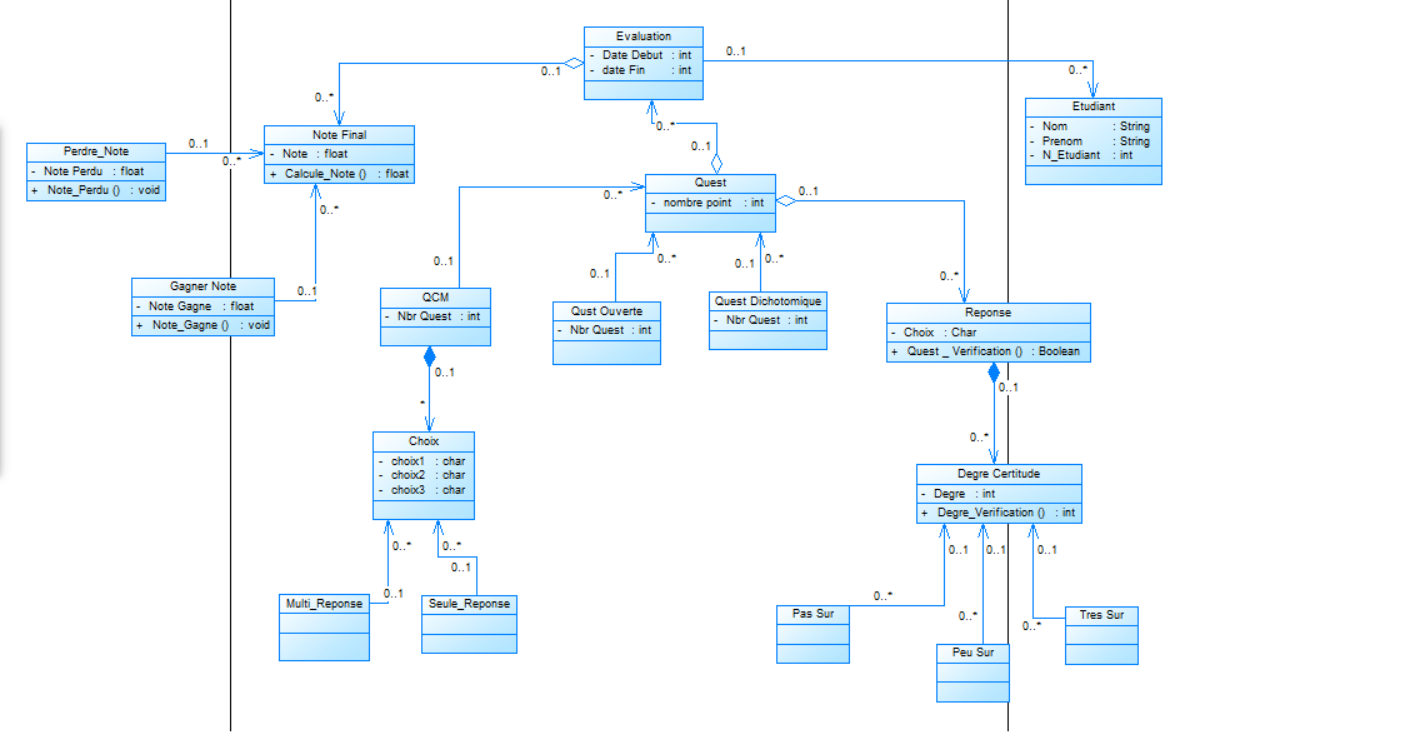 Evaluation
- Date Debut : int
- date Fin : int
0..1
0..*
0..1
0..*
Etudiant
- Nom : String
- Prenom : String
- N_Etudiant : int
Note Final
- Note : float
+ Calcule_Note () : float
Perdre_Note
- Note Perdu : float
+ Note_Perdu () : void
0..1
0..*
0..*
0..1
Gagner Note
- Note Gagne : float
+ Note_Gagne () : void
0..*
0..1
Quest
- nombre point : int
0..1
0..*
0..*
0..1
QCM
- Nbr Quest : int
0..*
0..1
Qust Ouverte
- Nbr Quest : int
0..*
0..1
Quest Dichotomique
- Nbr Quest : int
Reponse
- Choix : Char
+ Quest _ Verification () : Boolean
0..1
*
Choix
- choix1 : char
- choix2 : char
- choix3 : char
0..1
0..*
Degre Certitude
- Degre : int
+ Degre_Verification () : int
0..*
0..1
Multi_Reponse
0..*
0..1
Seule_Reponse
0..1
0..*
Pas Sur
0..1
0..*
Peu Sur
0..1
0..*
Tres Sur